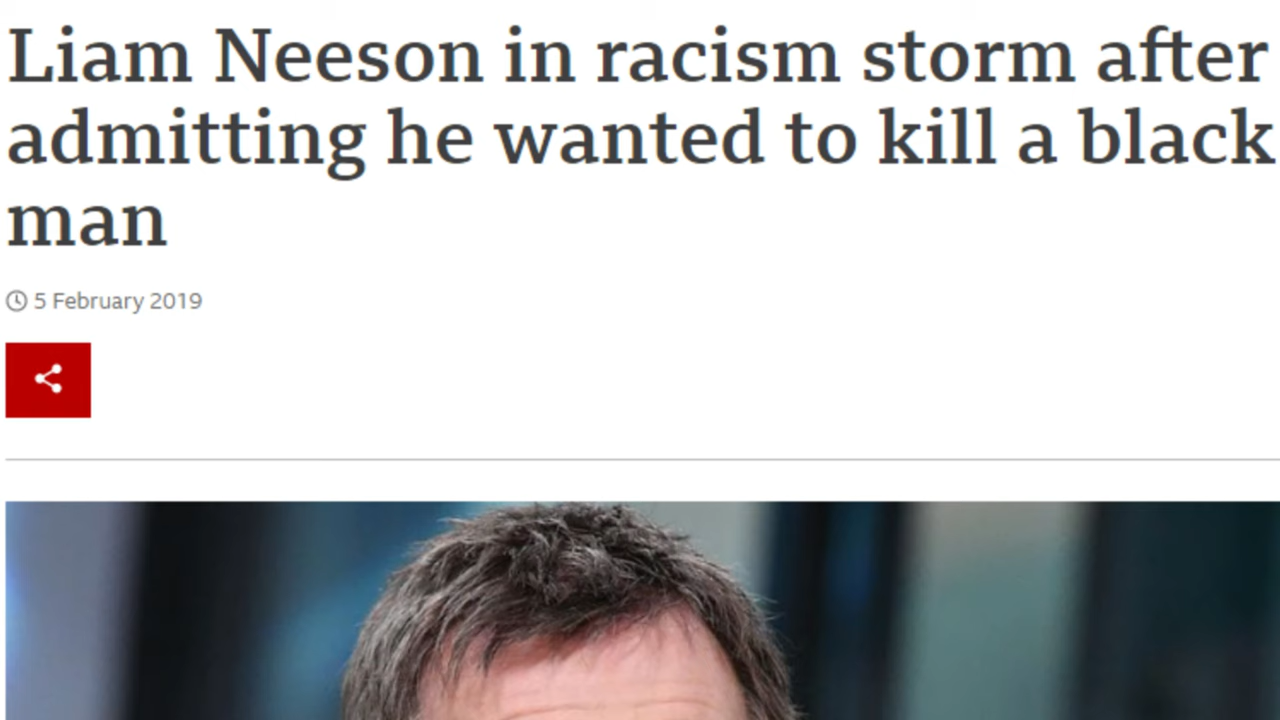 Liam Neeson in racism storm after
admitting he wanted to kill a black
man
5 February 2019